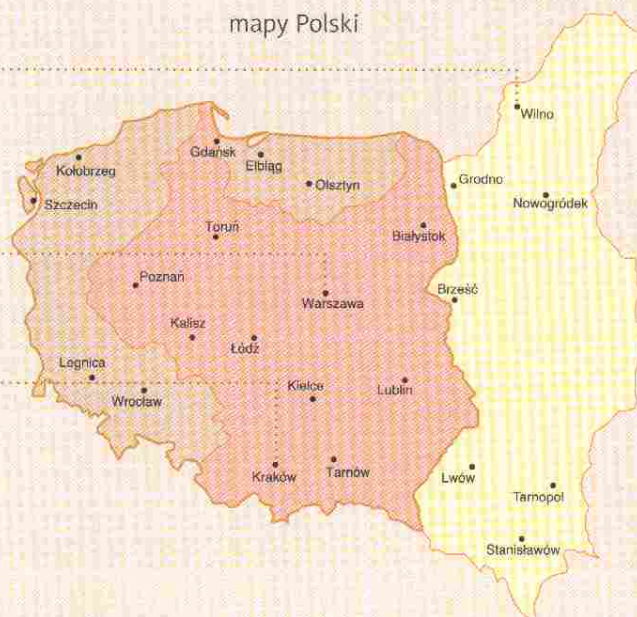 mapy Polski
Wilno
Gdańsk
Elbląg
Kołobrzeg
Olsztyn
Grodno
Nowogródek
Szczecin
Toruń
Białystok
Poznań
Warszawa
Brześć
Kalisz
Łódź
Legnica
Wrocław
Kielce
Lublin
Kraków
Tarnów
Lwów
Tarnopol
Stanisławów